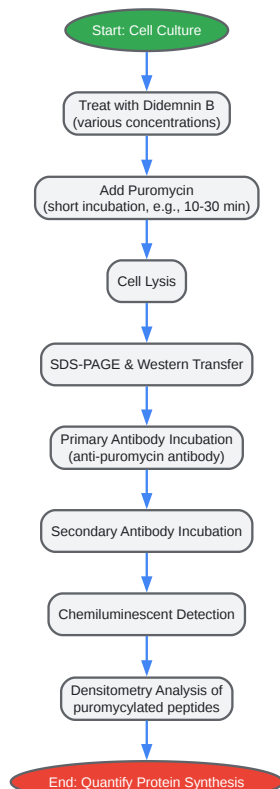 Start: Cell Culture
Treat with Didemnin B
(various concentrations)
Add Puromycin
(short incubation, e.g., 10-30 min)
Cell Lysis
SDS-PAGE & Western Transfer
Primary Antibody Incubation
(anti-puromycin antibody)
Secondary Antibody Incubation
Chemiluminescent Detection
Densitometry Analysis of
puromycylated peptides
End: Quantify Protein Synthesis